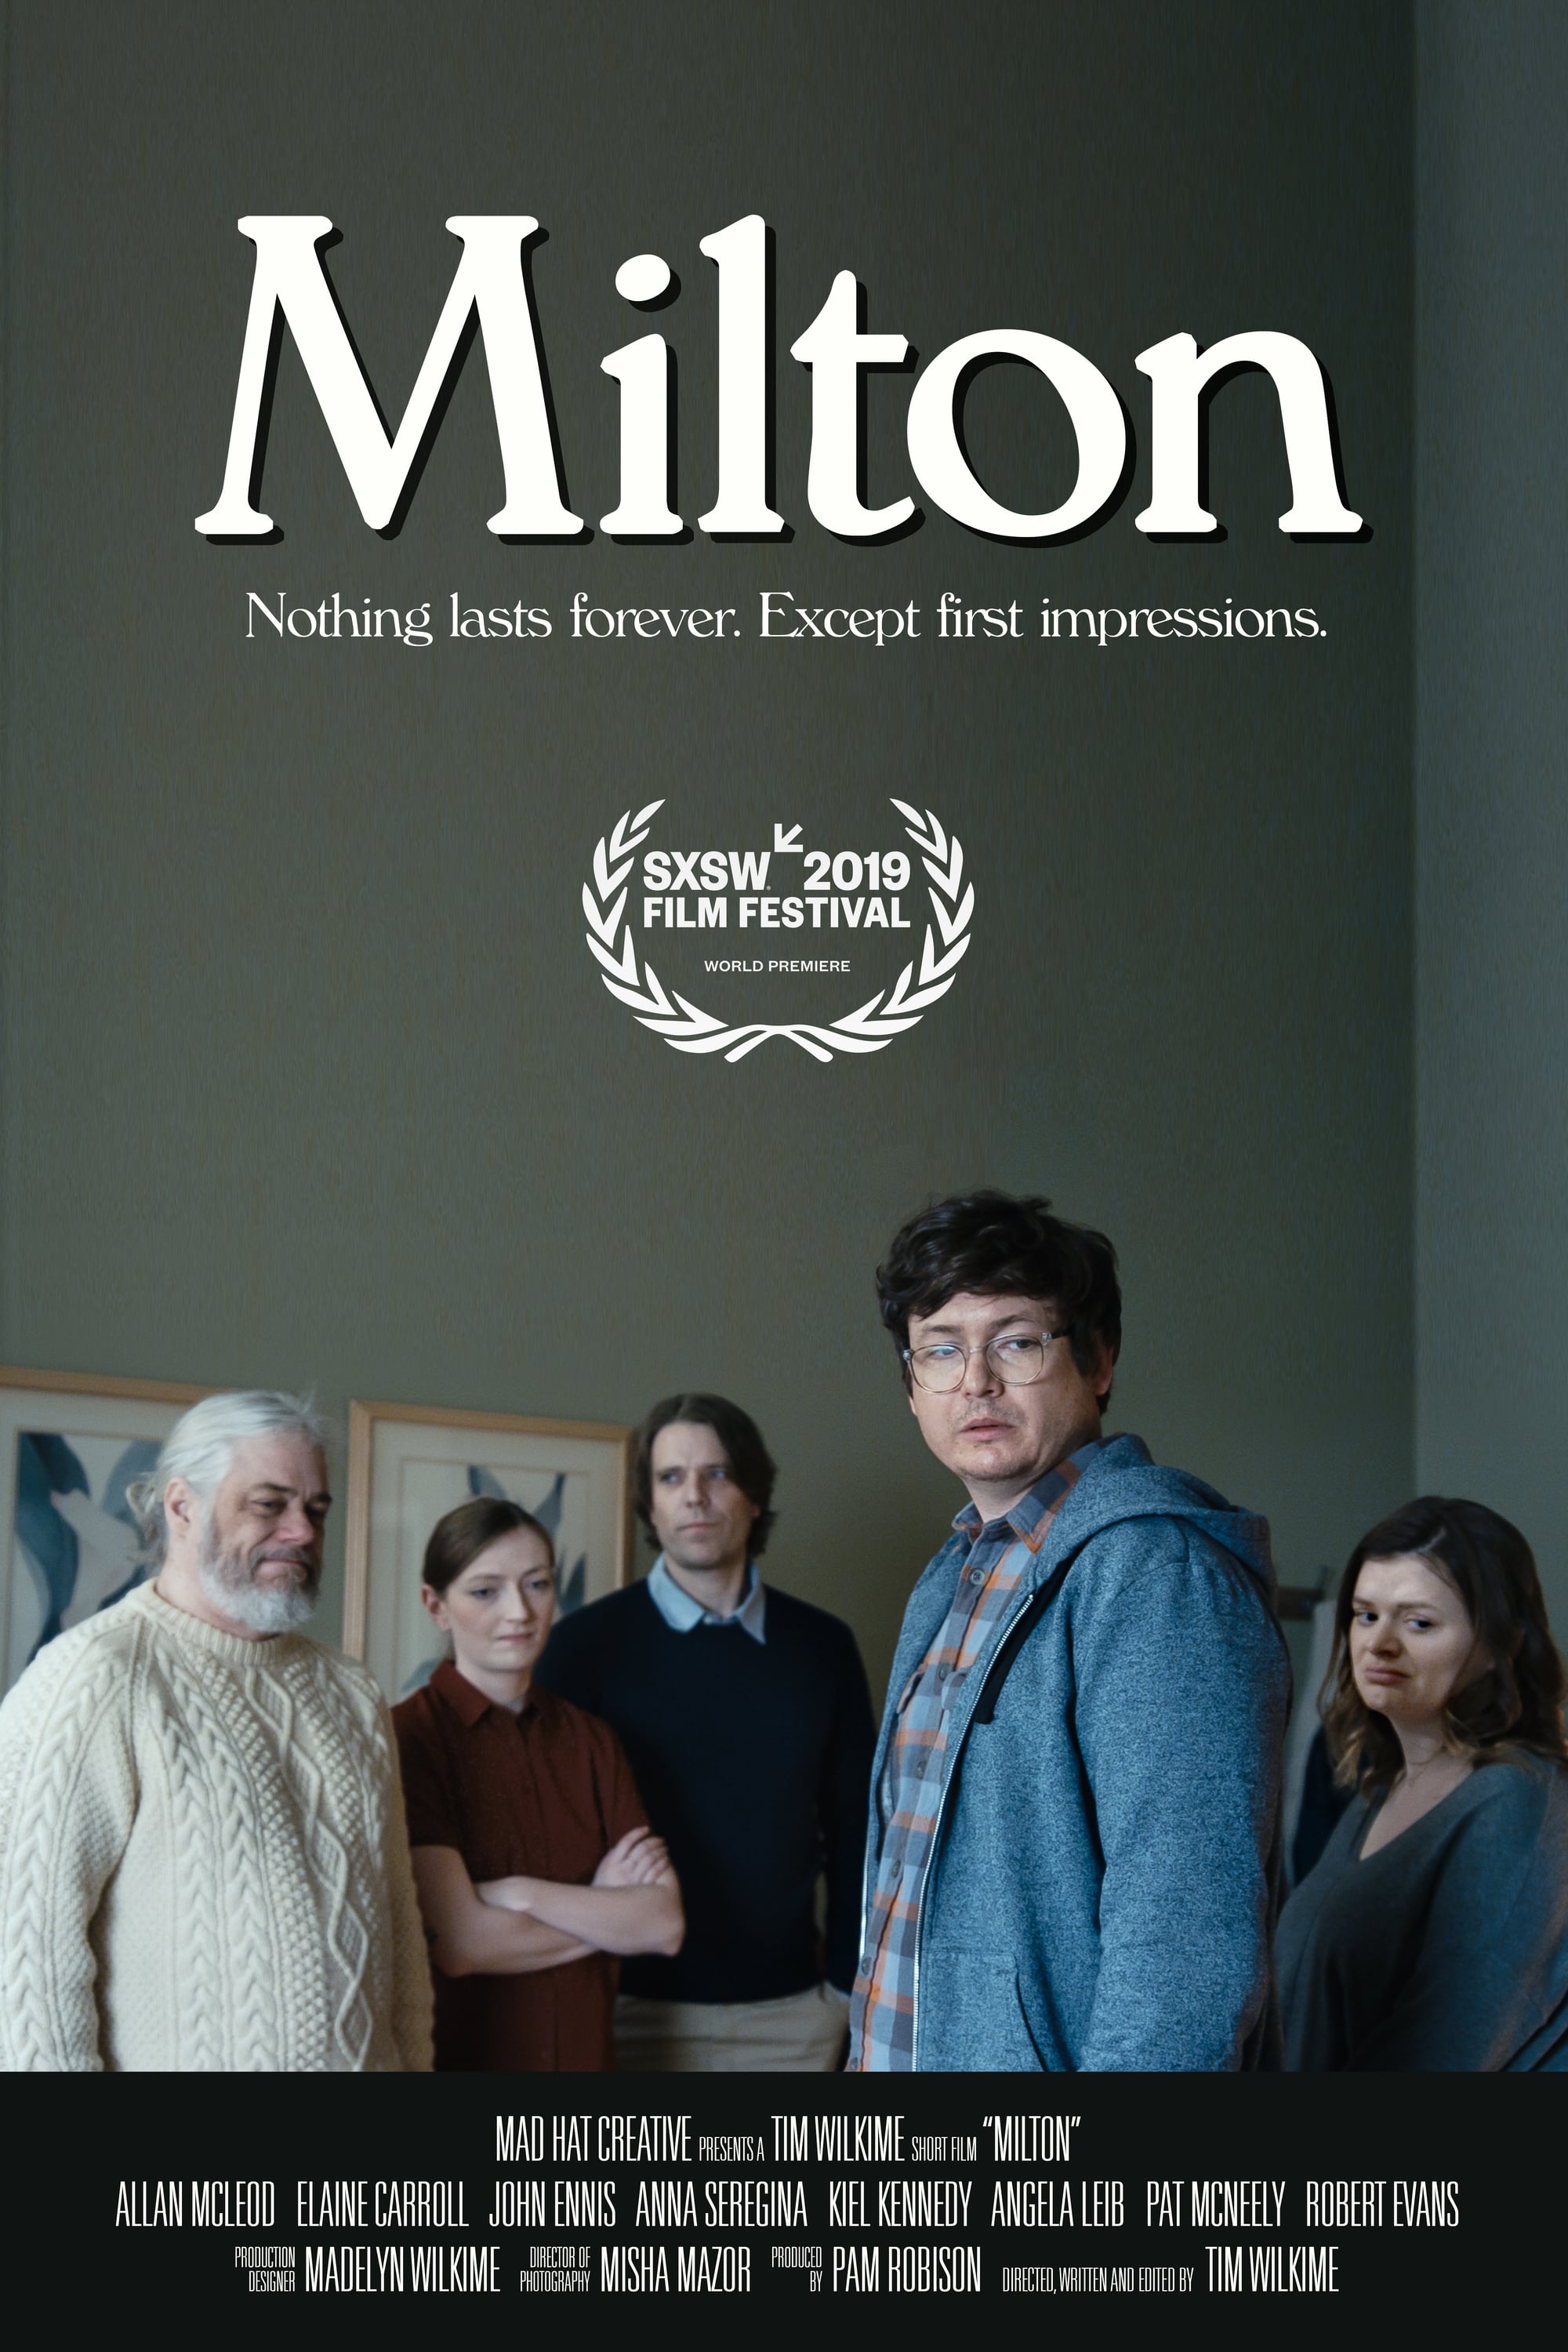 Milton
Nothing lasts forever. Except first impressions.
SXSW® 2019
FILM FESTIVAL
WORLD PREMIERE
MAD HAT CREATIVE PRESENTS A TIM WILKIME SHORT FILM “MILTON”
ALLAN MCLEOD ELAINE CARROLL JOHN ENNIS ANNA SEREGINA KIEL KENNEDY ANGELA LEIB PAT MCNEELY ROBERT EVANS
PRODUCTION DESIGNER MADELYN WILKIME DIRECTOR OF PHOTOGRAPHY MISHA MAZOR PRODUCED BY PAM ROBISON DIRECTED, WRITTEN AND EDITED BY TIM WILKIME